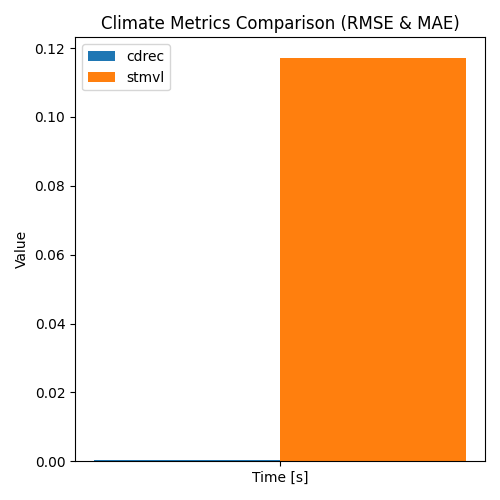 Climate Metrics Comparison (RMSE & MAE)
cdrec
stmvl
Value
0.12
0.10
0.08
0.06
0.04
0.02
0.00
Time [s]